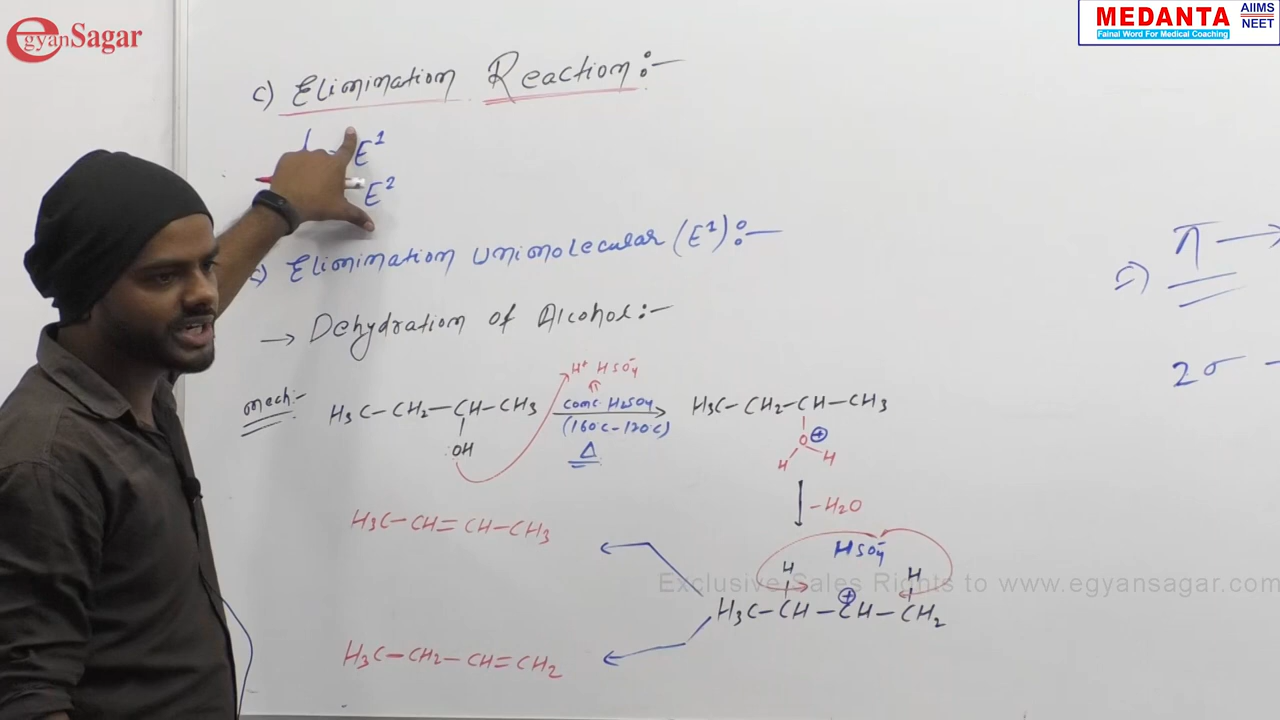 egyanSagar
MEDANTA AIIMS NEET
Fainal Word For Medical Coaching
c) Elimination Reaction :-
E¹
E²
Elimination Unimolecular (E¹) :-
→ Dehydration of Alcohol :-
Mech:-
H⁺ HSO₄⁻
H₃C-CH₂-CH-CH₃
OH
Conc. H₂SO₄
(160°C-170°C)
Δ
H₃C-CH₂-CH-CH₃
O⊕
H H
-H₂O
H₃C-CH=CH-CH₃
HSO₄⁻
H H
Exclusive Sales Rights to www.egyansagar.com
H₃C-CH-C⊕H-CH₂
H₃C-CH₂-CH=CH₂
π →
2σ -